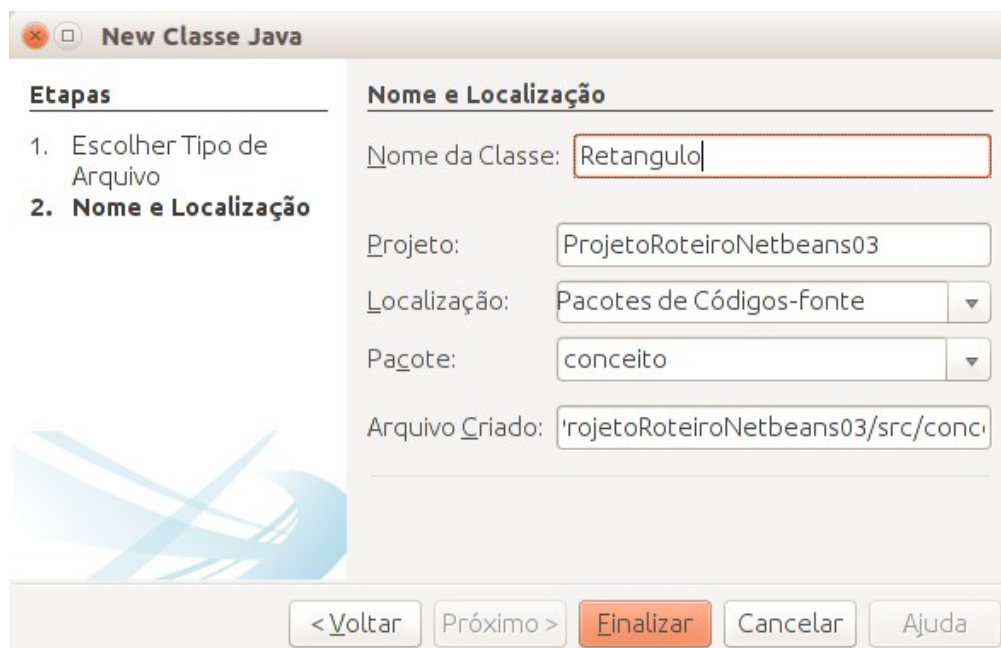 New Classe Java
Etapas
1. Escolher Tipo de
Arquivo
2. Nome e Localização
Nome e Localização
Nome da Classe: Retangulo
Projeto: ProjetoRoteiroNetbeans03
Localização: Pacotes de Códigos-fonte
Pacote: conceito
Arquivo Criado: rojetoRoteiroNetbeans03/src/conc
< Voltar Próximo > Finalizar Cancelar Ajuda